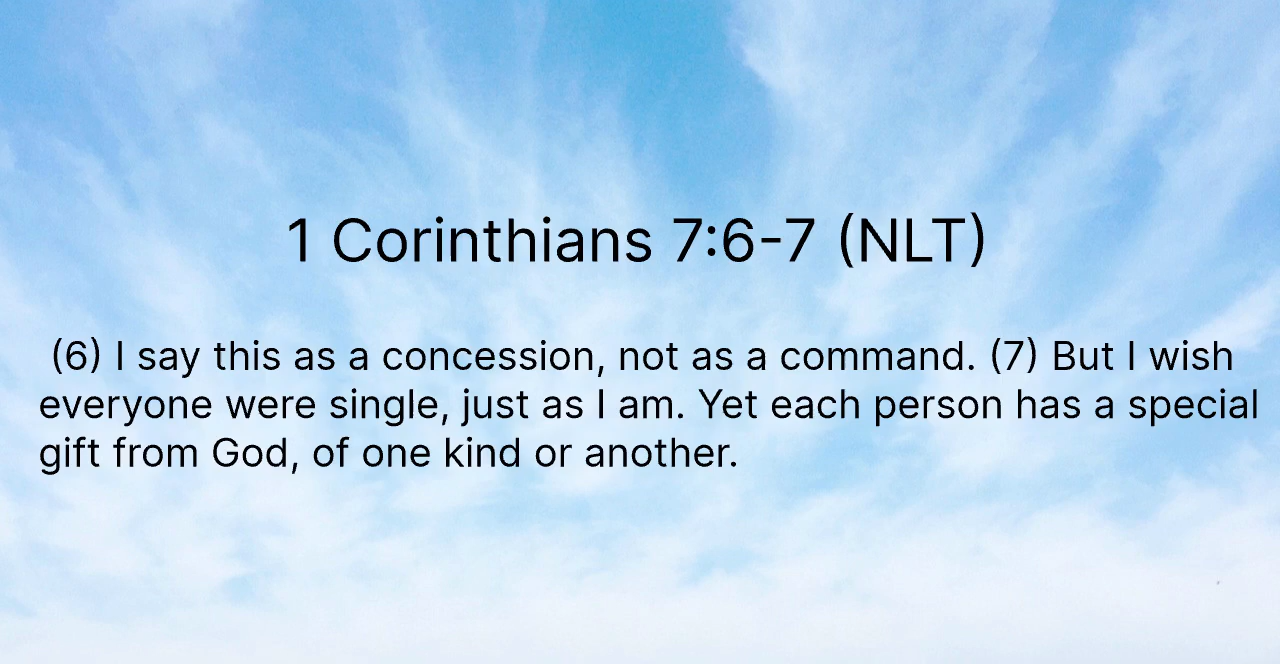 1 Corinthians 7:6-7 (NLT)
(6) I say this as a concession, not as a command. (7) But I wish
everyone were single, just as I am. Yet each person has a special
gift from God, of one kind or another.